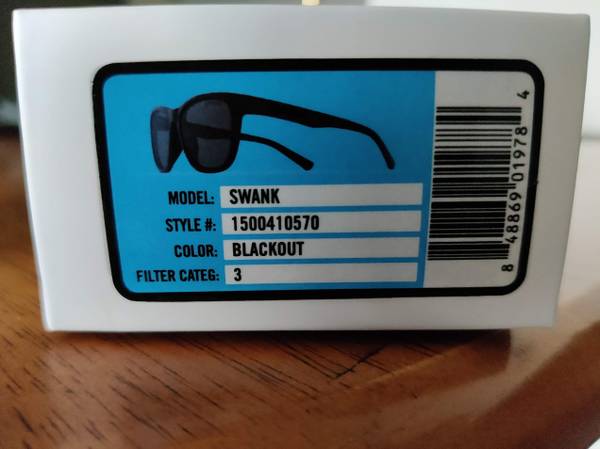 MODEL: SWANK
STYLE #: 1500410570
COLOR: BLACKOUT
FILTER CATEG: 3
8 48869 01978 4